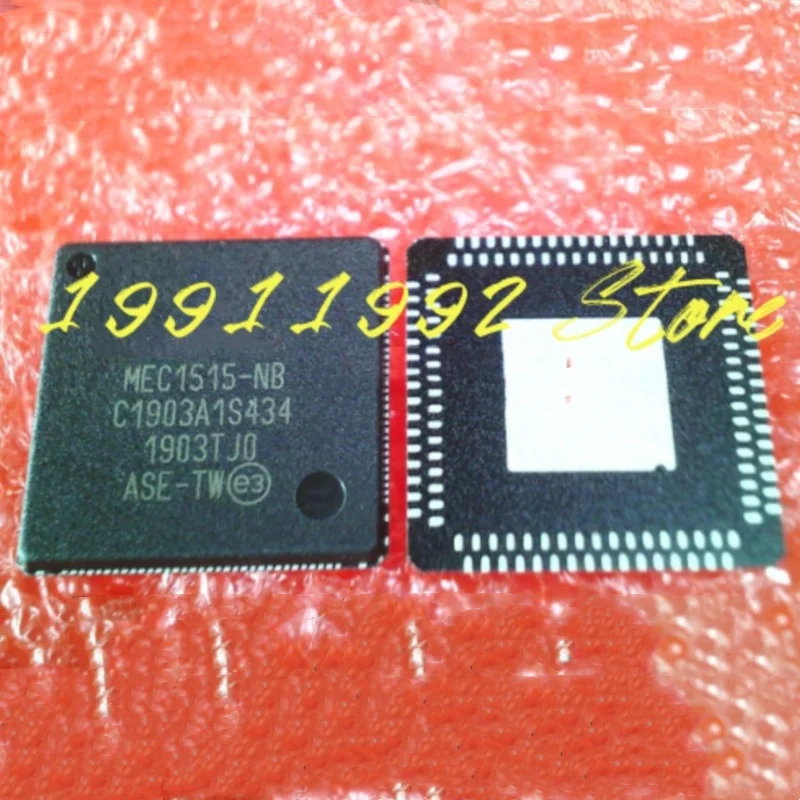 19911992 Store
MEC1515-NB
C1903A1S434
1903TJ0
ASE-TW e3